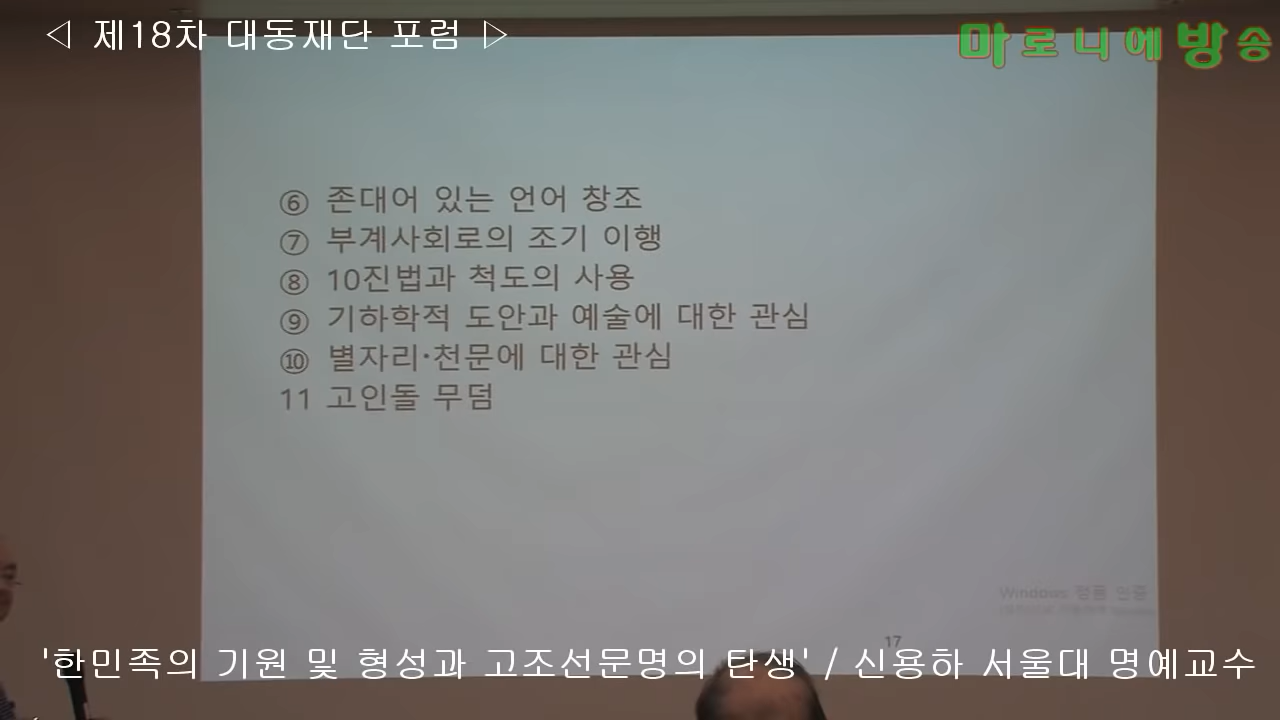 ◁ 제18차 대동재단 포럼 ▷
마로니에방송
⑥ 존대어 있는 언어 창조
⑦ 부계사회로의 조기 이행
⑧ 10진법과 척도의 사용
⑨ 기하학적 도안과 예술에 대한 관심
⑩ 별자리·천문에 대한 관심
11 고인돌 무덤
Windows 정품 인증
17
'한민족의 기원 및 형성과 고조선문명의 탄생' / 신용하 서울대 명예교수